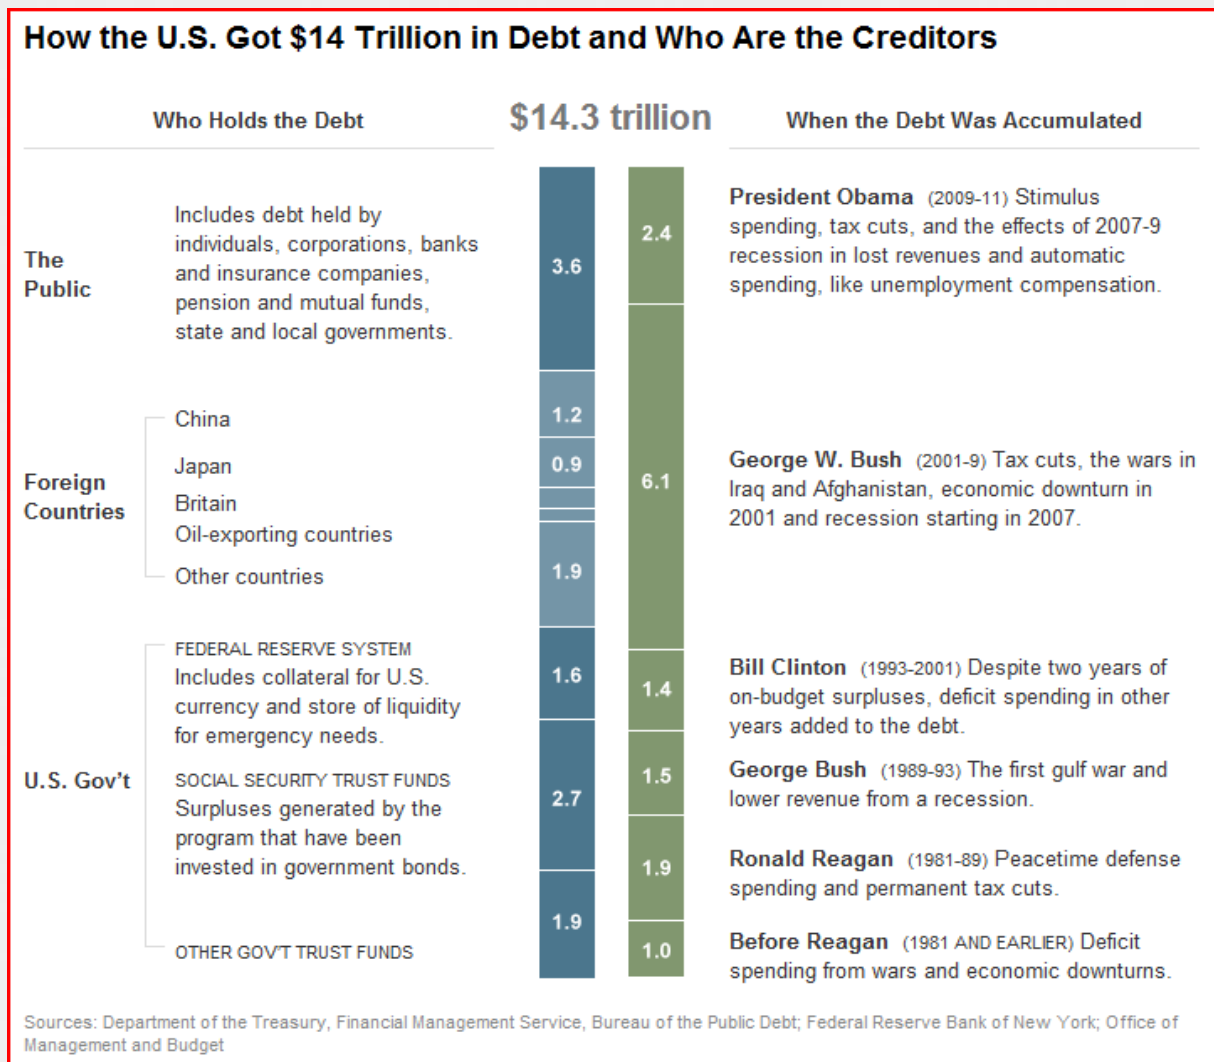 How the U.S. Got $14 Trillion in Debt and Who Are the Creditors
Who Holds the Debt
$14.3 trillion
When the Debt Was Accumulated
The
Public
Includes debt held by
individuals, corporations, banks
and insurance companies,
pension and mutual funds,
state and local governments.
3.6
Foreign
Countries
China
1.2
Japan
0.9
Britain
Oil-exporting countries
Other countries
1.9
U.S. Gov't
FEDERAL RESERVE SYSTEM
Includes collateral for U.S.
currency and store of liquidity
for emergency needs.
1.6
SOCIAL SECURITY TRUST FUNDS
Surpluses generated by the
program that have been
invested in government bonds.
2.7
OTHER GOV'T TRUST FUNDS
1.9
2.4
President Obama (2009-11) Stimulus
spending, tax cuts, and the effects of 2007-9
recession in lost revenues and automatic
spending, like unemployment compensation.
6.1
George W. Bush (2001-9) Tax cuts, the wars in
Iraq and Afghanistan, economic downturn in
2001 and recession starting in 2007.
1.4
Bill Clinton (1993-2001) Despite two years of
on-budget surpluses, deficit spending in other
years added to the debt.
1.5
George Bush (1989-93) The first gulf war and
lower revenue from a recession.
1.9
Ronald Reagan (1981-89) Peacetime defense
spending and permanent tax cuts.
1.0
Before Reagan (1981 AND EARLIER) Deficit
spending from wars and economic downturns.
Sources: Department of the Treasury, Financial Management Service, Bureau of the Public Debt; Federal Reserve Bank of New York; Office of
Management and Budget